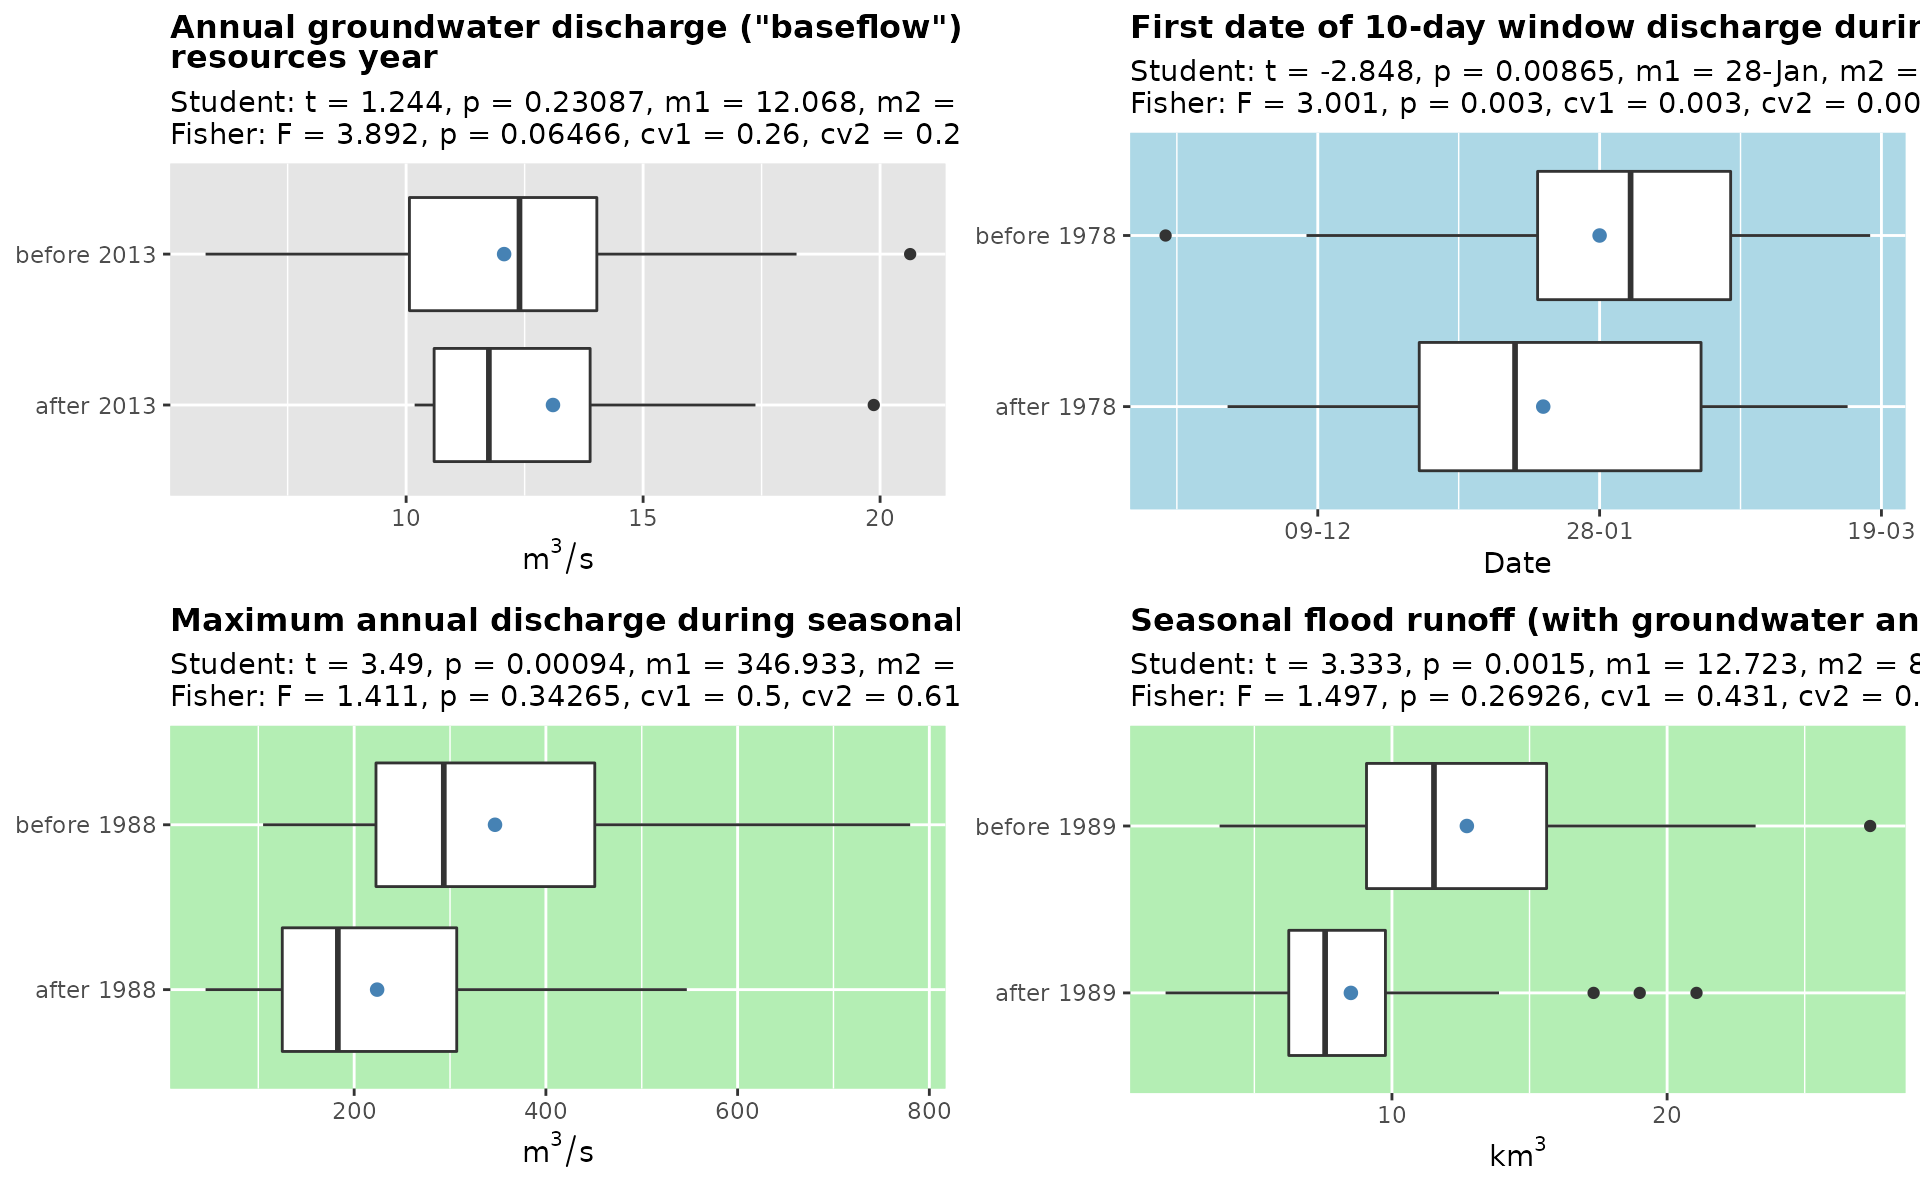 Annual groundwater discharge ("baseflow")
resources year
Student: t = 1.244, p = 0.23087, m1 = 12.068, m2 =
Fisher: F = 3.892, p = 0.06466, cv1 = 0.26, cv2 = 0.2
before 2013
after 2013
10 15 20
m³/s
First date of 10-day window discharge durin
Student: t = -2.848, p = 0.00865, m1 = 28-Jan, m2 =
Fisher: F = 3.001, p = 0.003, cv1 = 0.003, cv2 = 0.00
before 1978
after 1978
09-12 28-01 19-03
Date
Maximum annual discharge during seasonal
Student: t = 3.49, p = 0.00094, m1 = 346.933, m2 =
Fisher: F = 1.411, p = 0.34265, cv1 = 0.5, cv2 = 0.61
before 1988
after 1988
200 400 600 800
m³/s
Seasonal flood runoff (with groundwater an
Student: t = 3.333, p = 0.0015, m1 = 12.723, m2 = 8
Fisher: F = 1.497, p = 0.26926, cv1 = 0.431, cv2 = 0.
before 1989
after 1989
10 20
km³